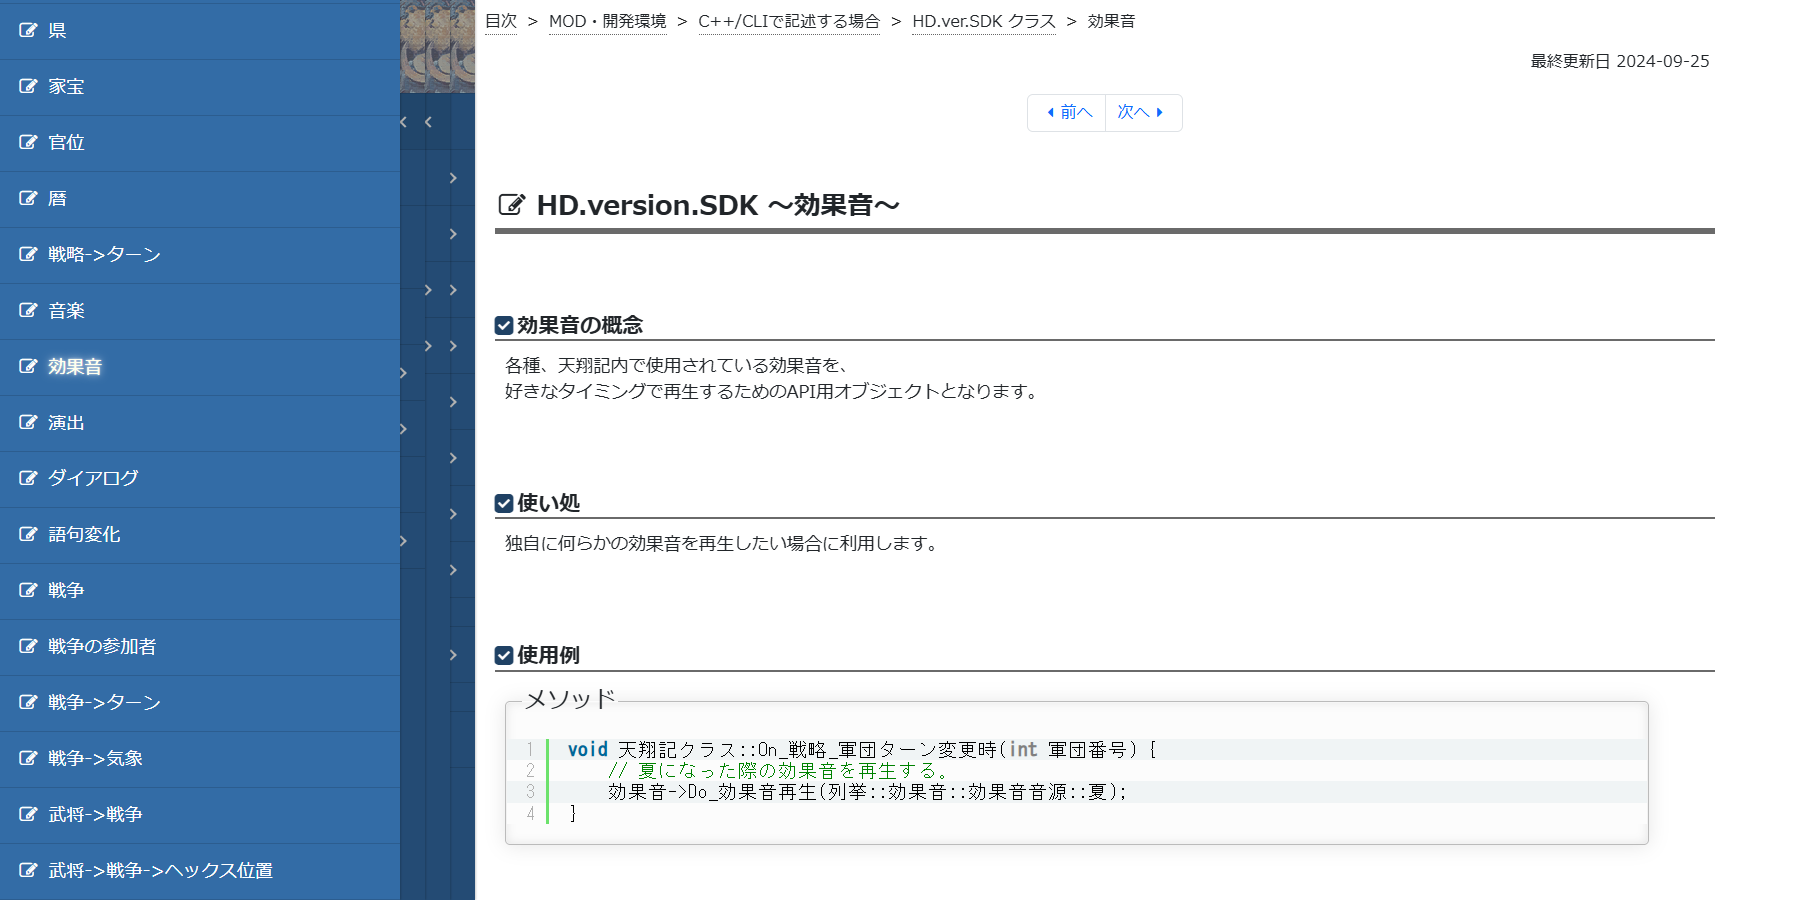 県
家宝
官位
暦
戦略->ターン
音楽
効果音
演出
ダイアログ
語句変化
戦争
戦争の参加者
戦争->ターン
戦争->気象
武将->戦争
武将->戦争->ヘックス位置
目次 > MOD・開発環境 > C++/CLIで記述する場合 > HD.ver.SDK クラス > 効果音
最終更新日 2024-09-25
前へ 次へ
HD.version.SDK ～効果音～
効果音の概念
各種、天翔記内で使用されている効果音を、
好きなタイミングで再生するためのAPI用オブジェクトとなります。
使い処
独自に何らかの効果音を再生したい場合に利用します。
使用例
メソッド
1 void 天翔記クラス::On_戦略_軍団ターン変更時(int 軍団番号) {
2 // 夏になった際の効果音を再生する。
3 効果音->Do_効果音再生(列挙::効果音::効果音音源::夏);
4 }